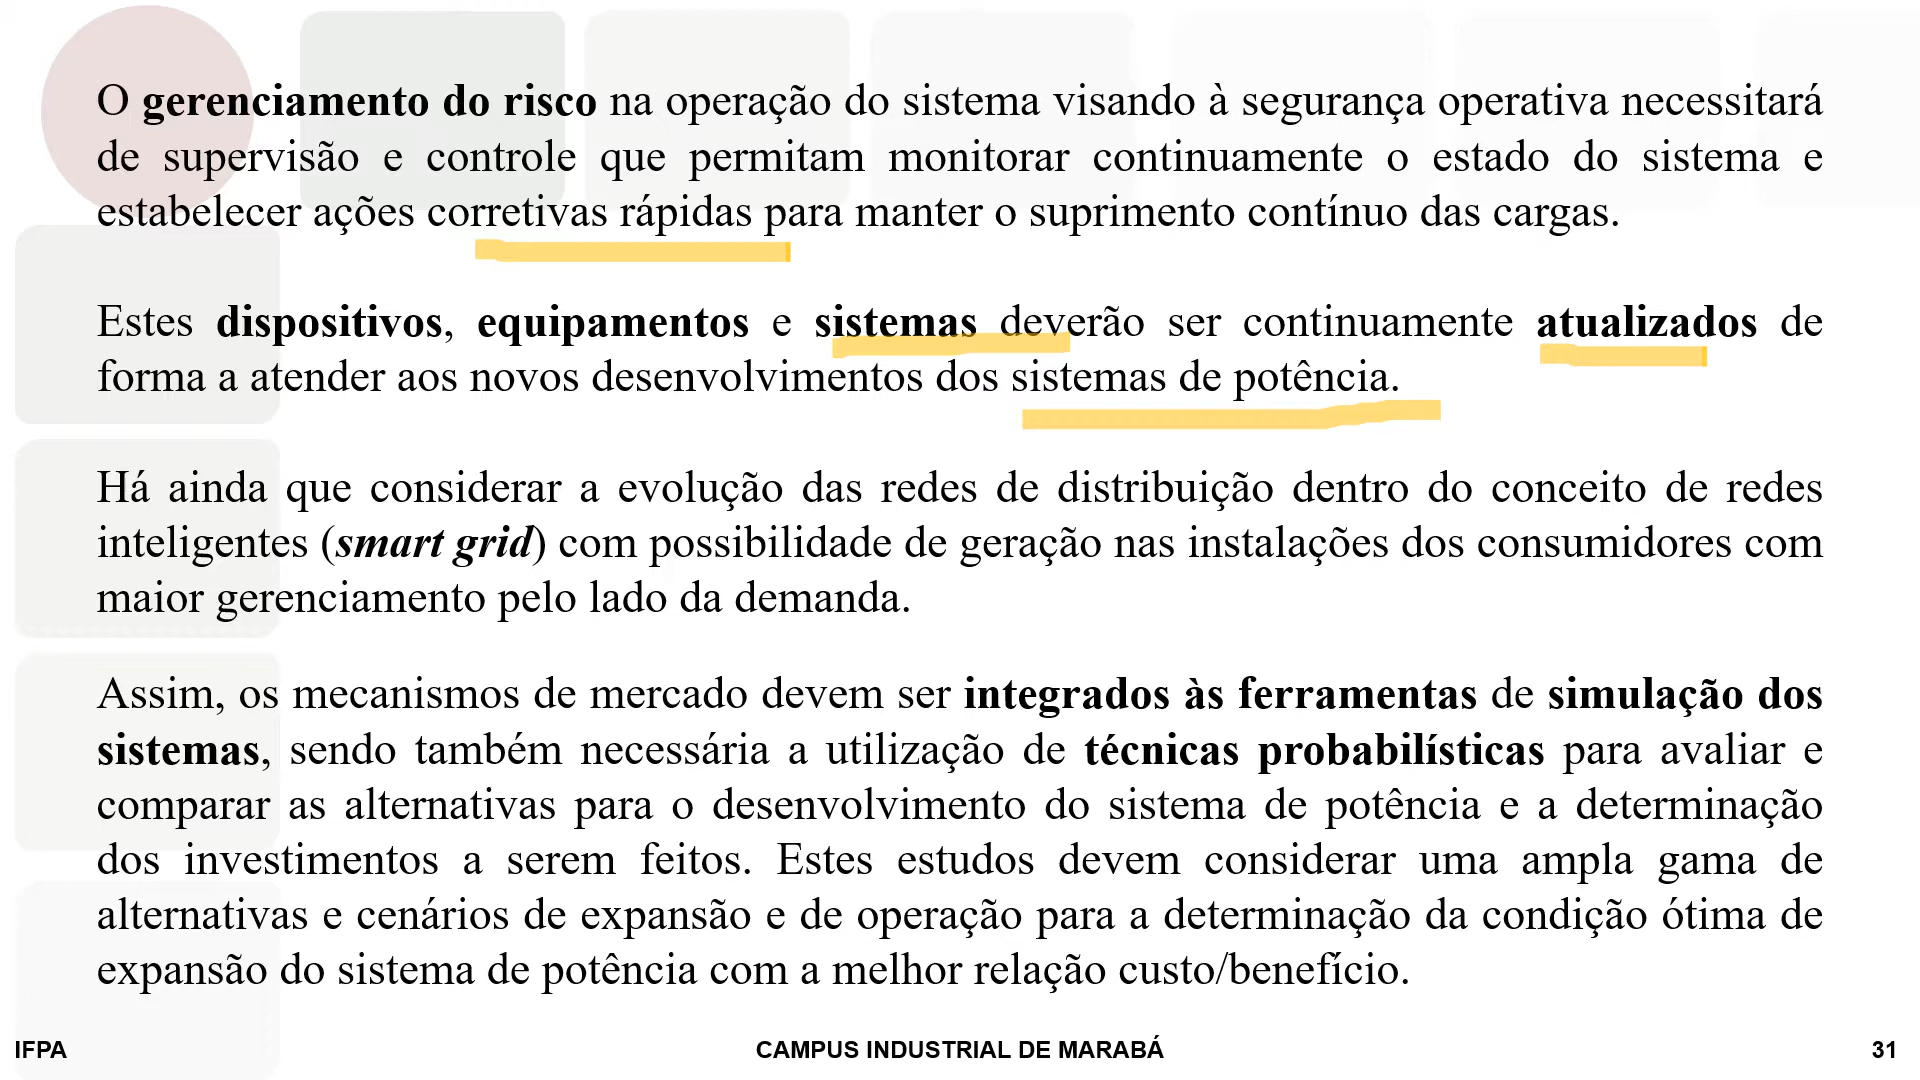 O gerenciamento do risco na operação do sistema visando à segurança operativa necessitará
de supervisão e controle que permitam monitorar continuamente o estado do sistema e
estabelecer ações corretivas rápidas para manter o suprimento contínuo das cargas.
Estes dispositivos, equipamentos e sistemas deverão ser continuamente atualizados de
forma a atender aos novos desenvolvimentos dos sistemas de potência.
Há ainda que considerar a evolução das redes de distribuição dentro do conceito de redes
inteligentes (smart grid) com possibilidade de geração nas instalações dos consumidores com
maior gerenciamento pelo lado da demanda.
Assim, os mecanismos de mercado devem ser integrados às ferramentas de simulação dos
sistemas, sendo também necessária a utilização de técnicas probabilísticas para avaliar e
comparar as alternativas para o desenvolvimento do sistema de potência e a determinação
dos investimentos a serem feitos. Estes estudos devem considerar uma ampla gama de
alternativas e cenários de expansão e de operação para a determinação da condição ótima de
expansão do sistema de potência com a melhor relação custo/benefício.
IFPA
CAMPUS INDUSTRIAL DE MARABÁ
31